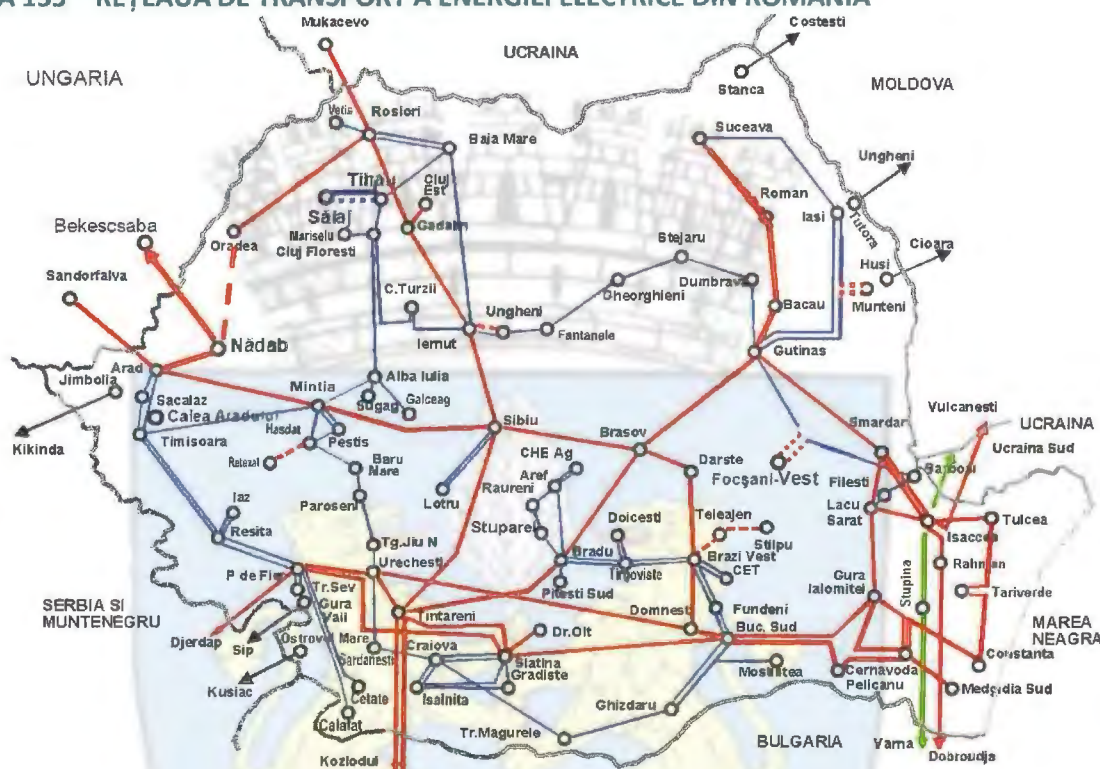 REȚEAUA DE TRANSPORT A ENERGIEI ELECTRICE DIN ROMÂNIA
Mukacevo
Costesti
UCRAINA
UNGARIA
Stanca
MOLDOVA
Vetis
Rosiori
Baia Mare
Suceava
Ungheni
Tihau
Cluj
Est
Roman
Iasi
Tutora
Sălaj
Gadalin
Bekescsaba
Oradea
Mariselu
Cluj Floresti
Stejaru
Cioara
Husi
Sandorfalva
C.Turzii
Gheorghieni
Dumbrava
Munteni
Ungheni
Bacau
Nădab
Iernut
Fantanele
Gutinas
Arad
Jimbolia
Mintia
Alba Iulia
Sacalaz
Sugag
Galceag
Vulcanesti
Calea Aradului
Hasdat
Pestis
Sibiu
Brasov
Smardan
UCRAINA
Ucraina Sud
Kikinda
Timisoara
Retezat
Baru
Mare
CHE Ag
Darste
Focșani-Vest
Filesti
Barbosi
Aref
Raureni
Lotru
Iaz
Paroseni
Lacu
Sarat
Resita
Stuparei
Doicesti
Teleajen
Stilpu
Tulcea
Isaccea
Tg.Jiu N
Bradu
Tirgoviste
Brazi Vest
Rahman
Urechesti
CET
Gura
Ialomitei
P de Fier
Pitesti Sud
Stupina
Tariverde
SERBIA SI
MUNTENEGRU
Tr.Sev
Gura
Vaii
Tintareni
Domnesti
Fundeni
MAREA
NEAGRA
Djerdap
Sip
Dr.Olt
Buc. Sud
Ostrovul Mare
Sardanesti
Craiova
Slatina
Constanta
Gradiste
Mostistea
Cernavoda
Kusiac
Isalnita
Pelicanu
Medgidia Sud
Cetate
Ghizdaru
Calafat
Tr.Magurele
BULGARIA
Varna
Dobroudja
Kozlodui